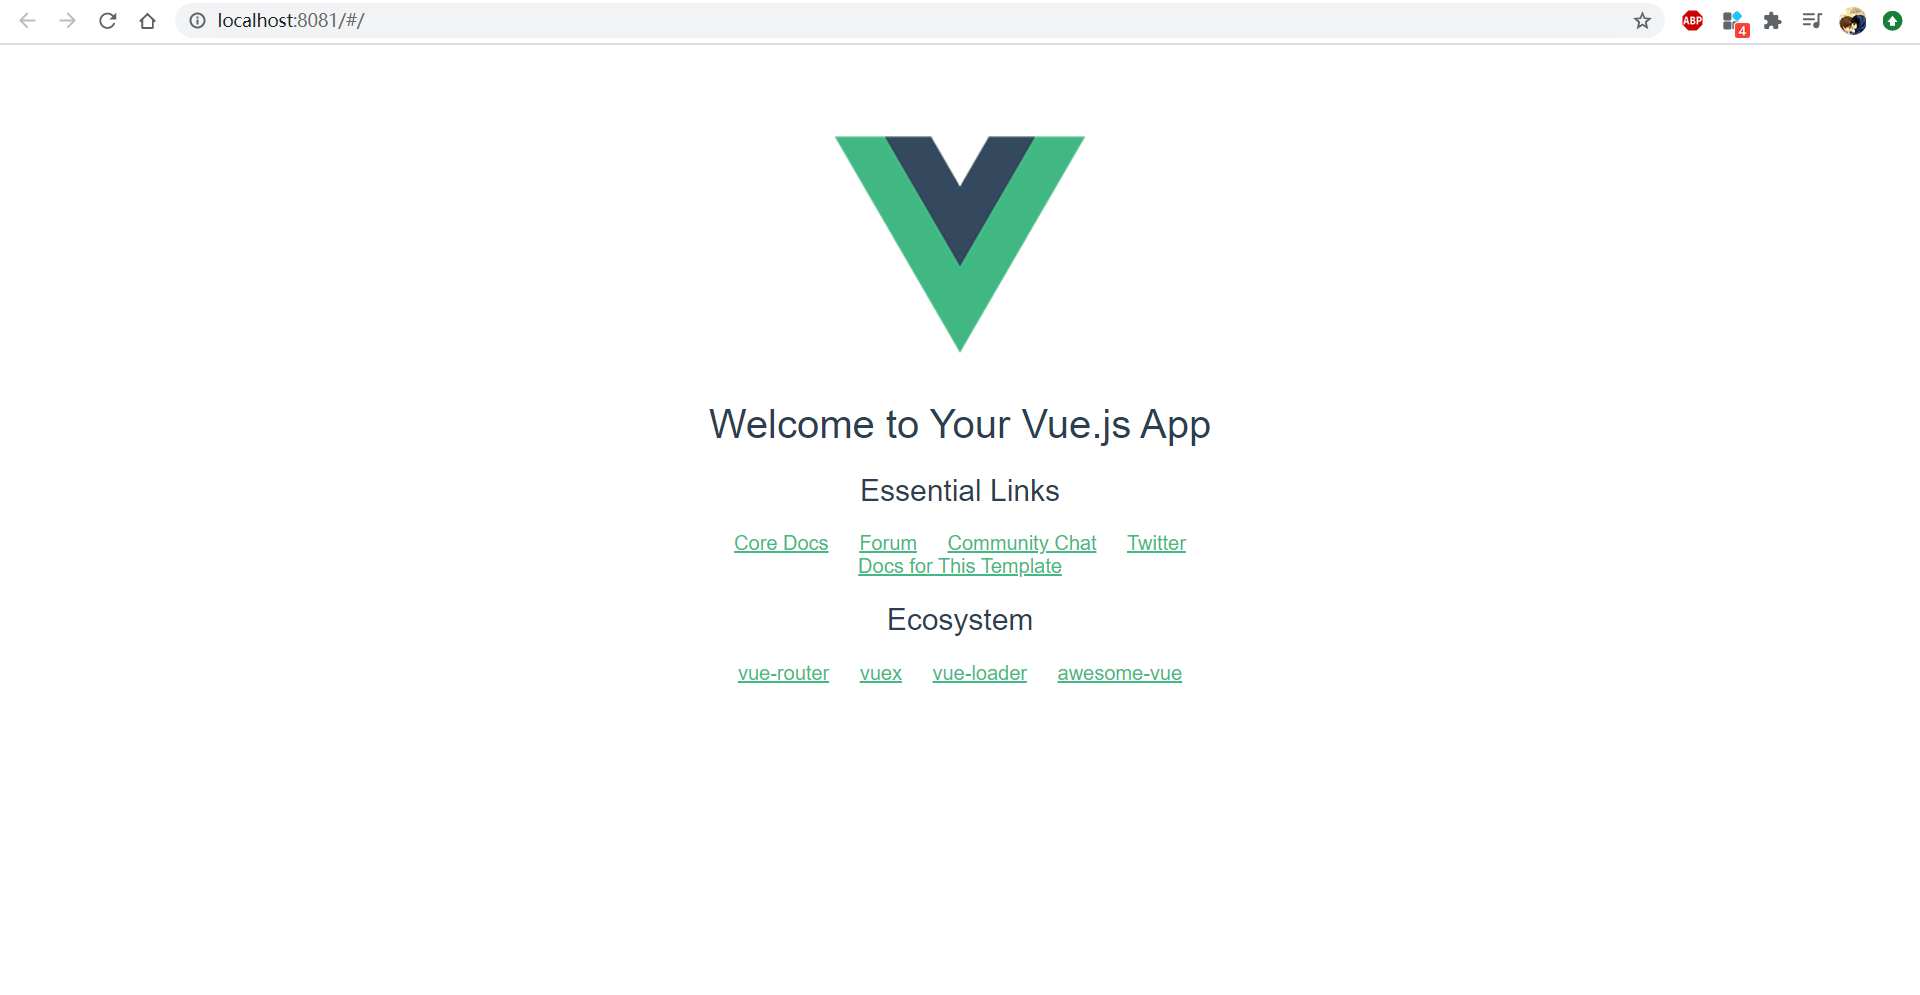 localhost:8081/#/
ABP
4
Welcome to Your Vue.js App
Essential Links
Core Docs Forum Community Chat Twitter
Docs for This Template
Ecosystem
vue-router vuex vue-loader awesome-vue